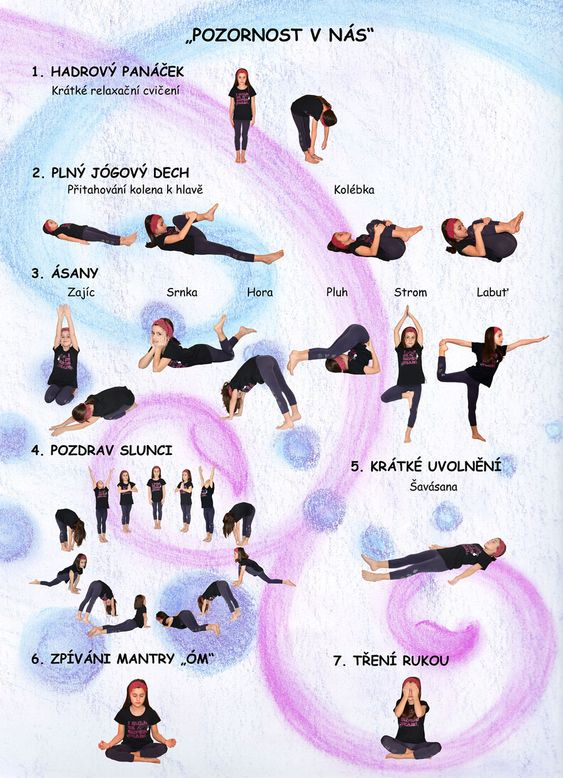 „POZORNOST V NÁS“
1. HADROVÝ PANÁČEK
Krátké relaxační cvičení
2. PLNÝ JÓGOVÝ DECH
Přitahování kolena k hlavě
Kolébka
3. ÁSANY
Zajíc
Srnka
Hora
Pluh
Strom
Labuť
4. POZDRAV SLUNCI
5. KRÁTKÉ UVOLNĚNÍ
Šavásana
6. ZPÍVÁNI MANTRY „ÓM“
7. TŘENÍ RUKOU